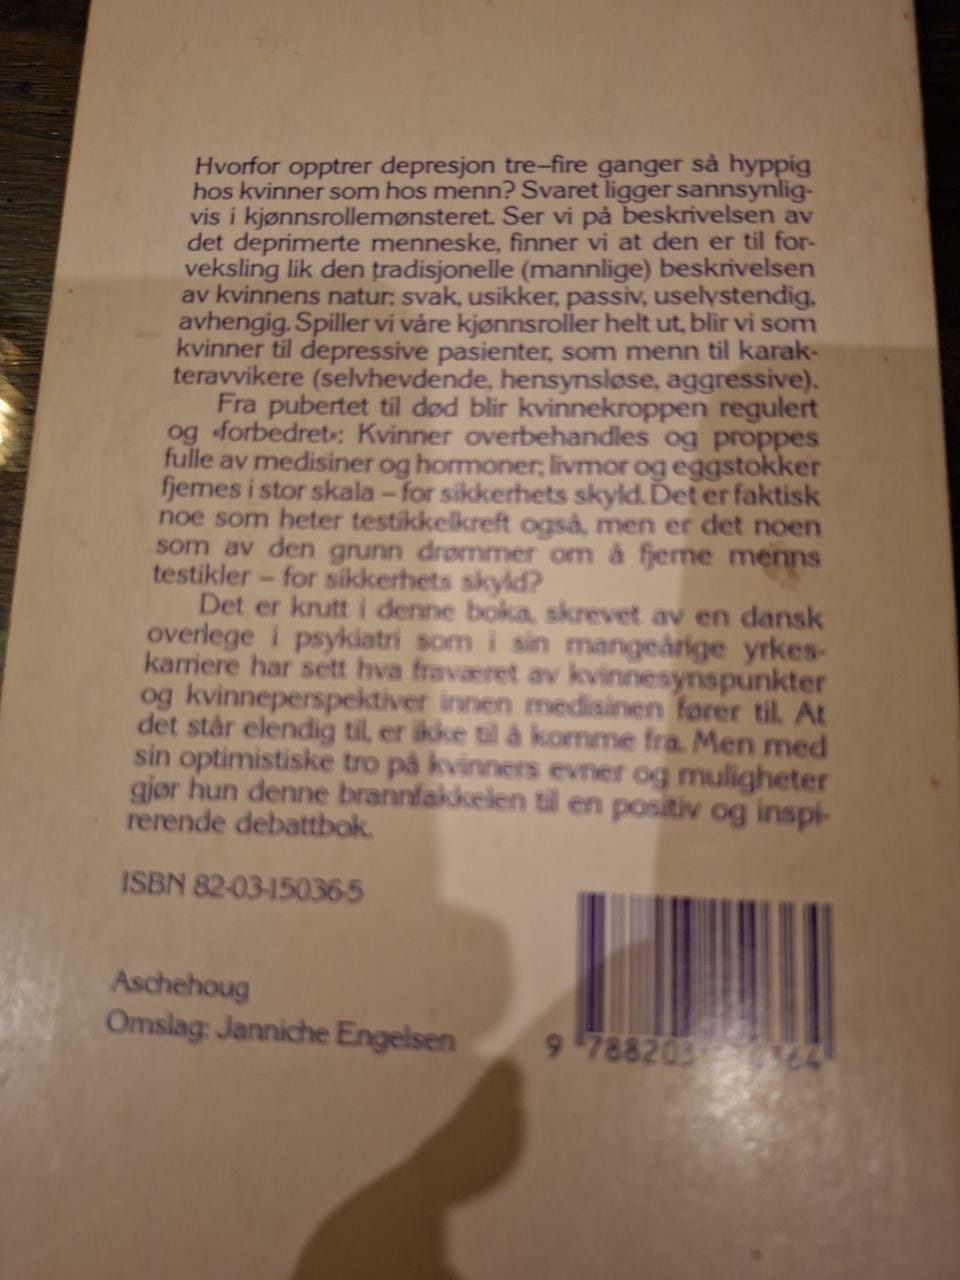 Hvorfor opptrer depresjon tre–fire ganger så hyppig
hos kvinner som hos menn? Svaret ligger sannsynlig-
vis i kjønnsrollemønsteret. Ser vi på beskrivelsen av
det deprimerte menneske, finner vi at den er til for-
veksling lik den tradisjonelle (mannlige) beskrivelsen
av kvinnens natur: svak, usikker, passiv, uselvstendig,
avhengig. Spiller vi våre kjønnsroller helt ut, blir vi som
kvinner til depressive pasienter, som menn til karak-
teravvikere (selvhevdende, hensynsløse, aggressive).
Fra pubertet til død blir kvinnekroppen regulert
og «forbedret»: Kvinner overbehandles og proppes
fulle av medisiner og hormoner; livmor og eggstokker
fjernes i stor skala – for sikkerhets skyld. Det er faktisk
noe som heter testikkelkreft også, men er det noen
som av den grunn drømmer om å fjerne menns
testikler – for sikkerhets skyld?
Det er krutt i denne boka, skrevet av en dansk
overlege i psykiatri som i sin mangeårige yrkes-
karriere har sett hva fraværet av kvinnesynspunkter
og kvinneperspektiver innen medisinen fører til. At
det står elendig til, er ikke til å komme fra. Men med
sin optimistiske tro på kvinners evner og muligheter
gjør hun denne brannfakkelen til en positiv og inspi-
rerende debattbok.
ISBN 82-03-15036-5
Aschehoug
Omslag: Janniche Engelsen
9 788203